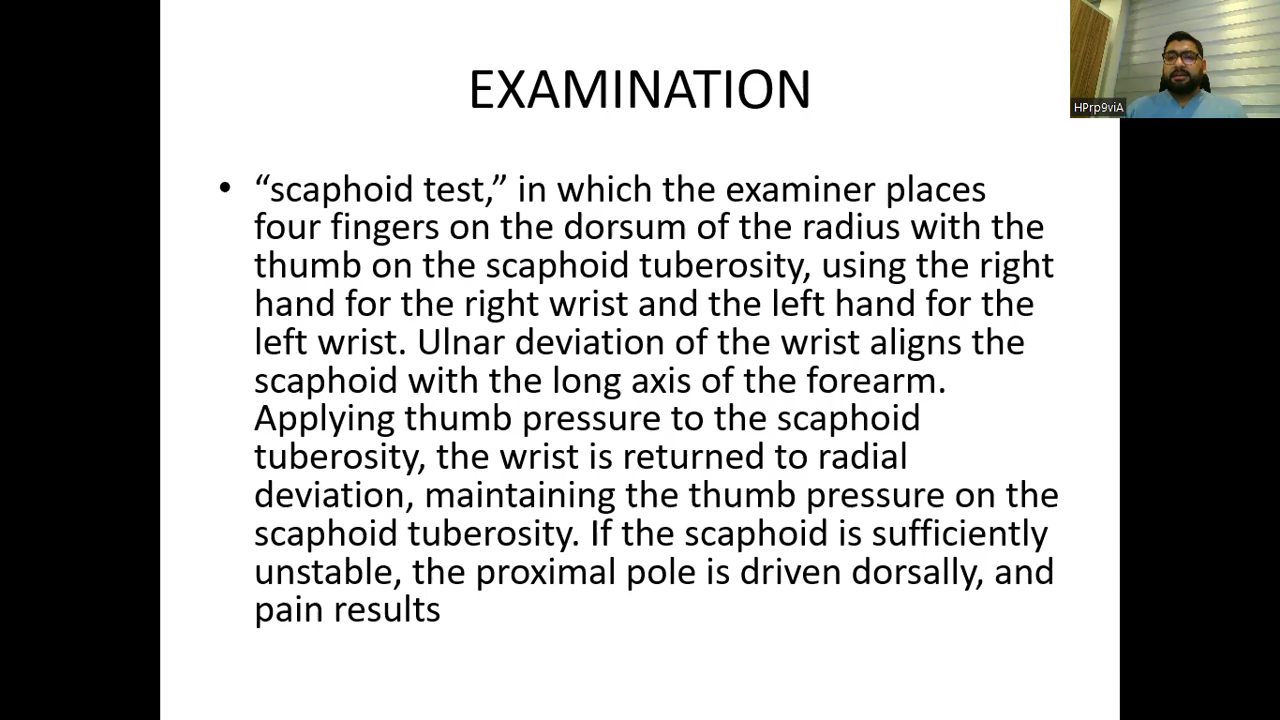 EXAMINATION
HPrp9viA
• “scaphoid test,” in which the examiner places
four fingers on the dorsum of the radius with the
thumb on the scaphoid tuberosity, using the right
hand for the right wrist and the left hand for the
left wrist. Ulnar deviation of the wrist aligns the
scaphoid with the long axis of the forearm.
Applying thumb pressure to the scaphoid
tuberosity, the wrist is returned to radial
deviation, maintaining the thumb pressure on the
scaphoid tuberosity. If the scaphoid is sufficiently
unstable, the proximal pole is driven dorsally, and
pain results